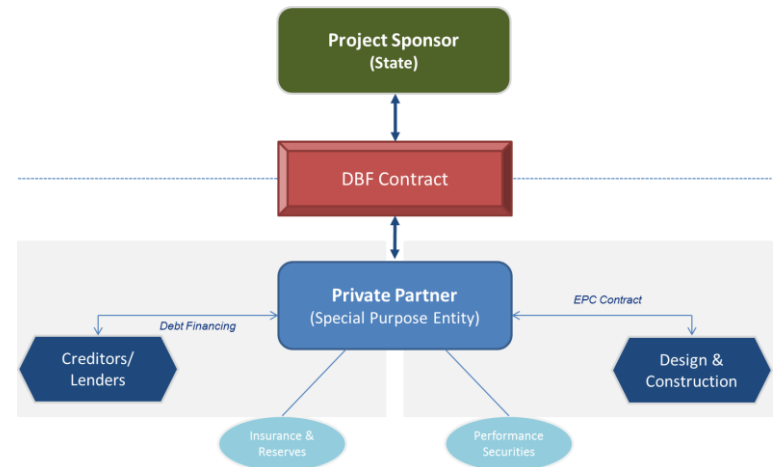 Project Sponsor
(State)
DBF Contract
Private Partner
(Special Purpose Entity)
Debt Financing
EPC Contract
Creditors/
Lenders
Design &
Construction
Insurance &
Reserves
Performance
Securities